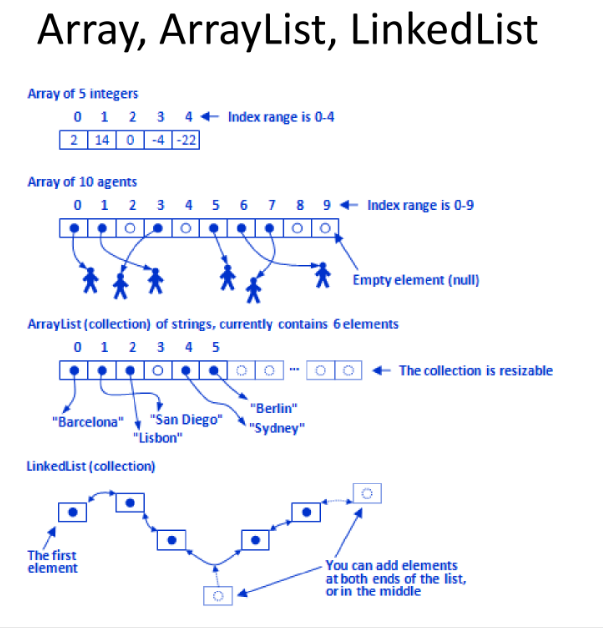 Array, ArrayList, LinkedList
Array of 5 integers
0 1 2 3 4 Index range is 0-4
2 14 0 -4 -22
Array of 10 agents
0 1 2 3 4 5 6 7 8 9 Index range is 0-9
Empty element (null)
ArrayList (collection) of strings, currently contains 6 elements
0 1 2 3 4 5
... The collection is resizable
"Berlin"
"Barcelona" "San Diego" "Sydney"
"Lisbon"
LinkedList (collection)
The first
element
You can add elements
at both ends of the list,
or in the middle